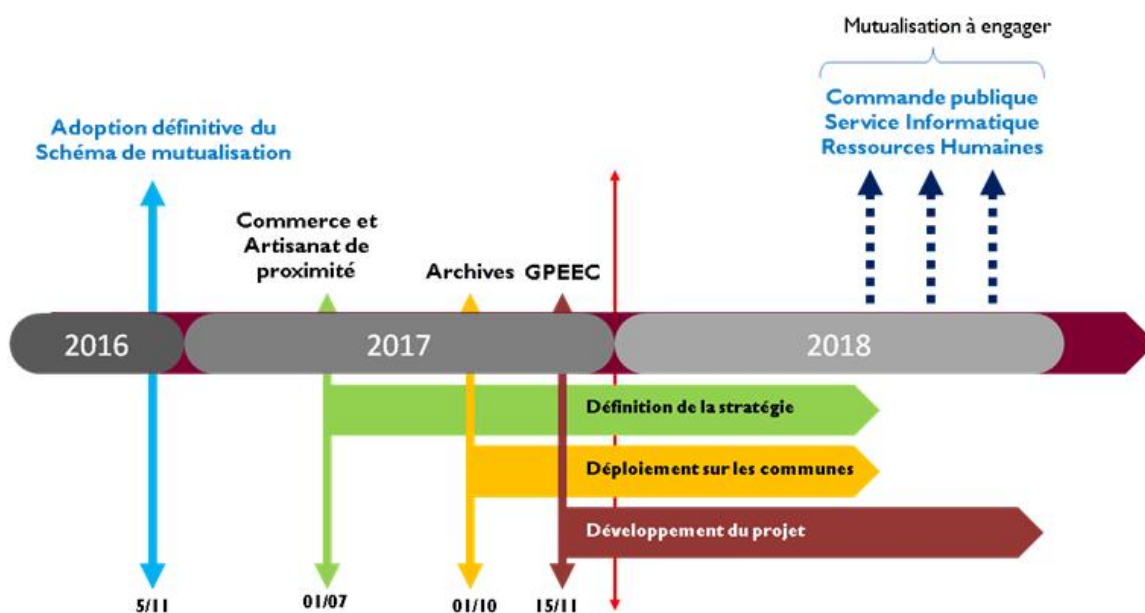 Mutualisation à engager
Commande publique
Service Informatique
Ressources Humaines
Adoption définitive du
Schéma de mutualisation
Commerce et
Artisanat de
proximité
Archives
GPEEC
2016
2017
2018
Définition de la stratégie
Déploiement sur les communes
Développement du projet
5/11
01/07
01/10
15/11